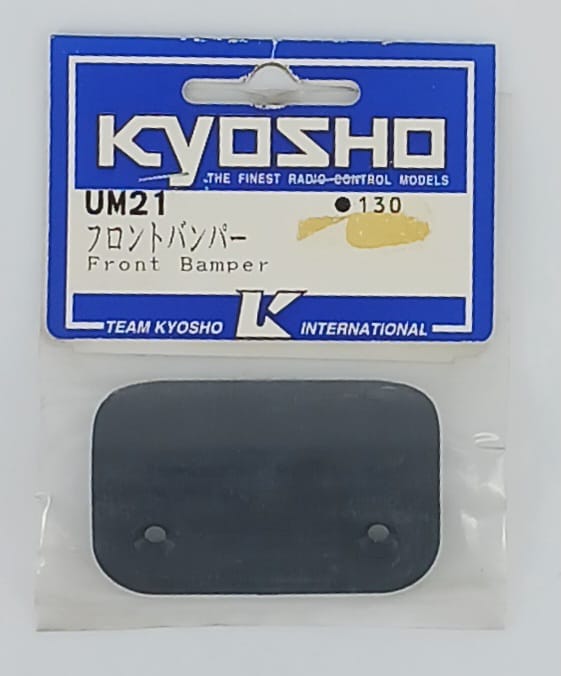 KYOSHO
THE FINEST RADIO CONTROL MODELS
UM21 ●130
フロントバンパー
Front Bamper
TEAM KYOSHO K INTERNATIONAL